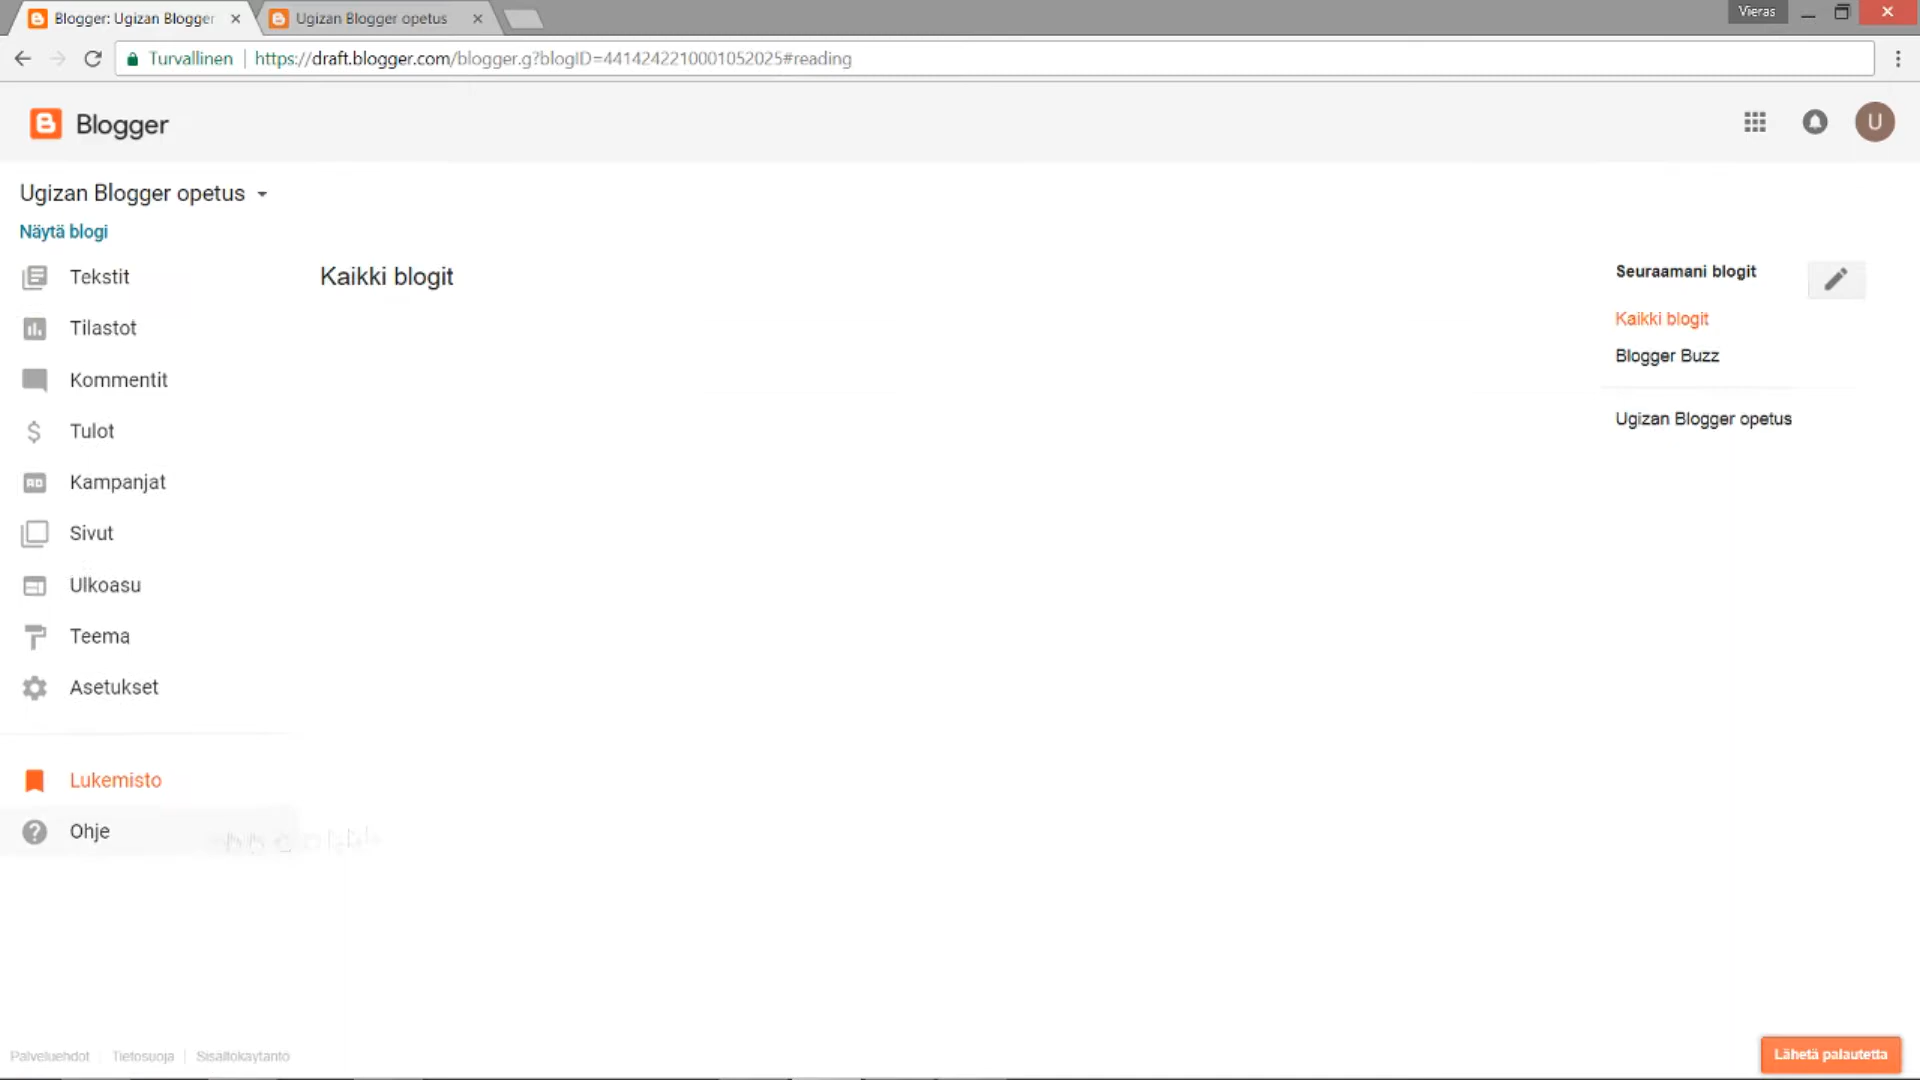 Blogger: Ugizan Blogger
Ugizan Blogger opetus
Vieras
Turvallinen
https://draft.blogger.com/blogger.g?blogID=4414242210001052025#reading
Blogger
U
Ugizan Blogger opetus
Näytä blogi
Tekstit
Tilastot
Kommentit
Tulot
Kampanjat
Sivut
Ulkoasu
Teema
Asetukset
Lukemisto
Ohje
Kaikki blogit
Seuraamani blogit
Kaikki blogit
Blogger Buzz
Ugizan Blogger opetus
Palveluehdot
Tietosuoja
Sisältökäytäntö
Lähetä palautetta